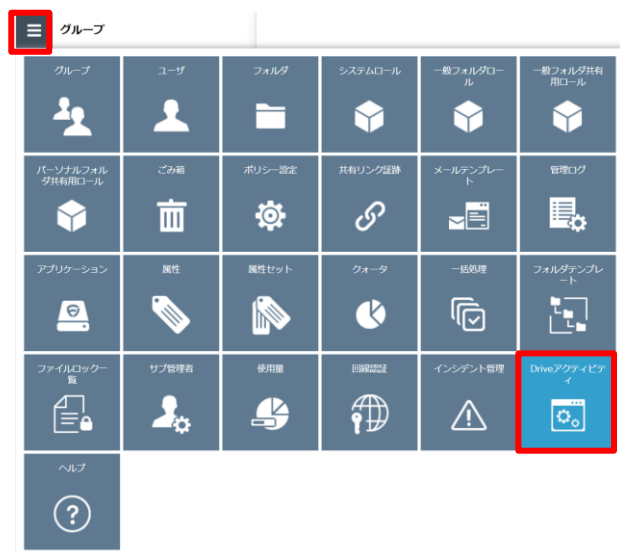 グループ
グループ
ユーザ
フォルダ
システムロール
一般フォルダロー
ル
一般フォルダ共有
用ロール
パーソナルフォル
ダ共有用ロール
ごみ箱
ポリシー設定
共有リンク証跡
メールテンプレー
ト
管理ログ
アプリケーション
属性
属性セット
クォータ
一括処理
フォルダテンプレ
ート
ファイルロック一
覧
サブ管理者
使用量
回線認証
インシデント管理
Driveアクティビテ
ィ
ヘルプ